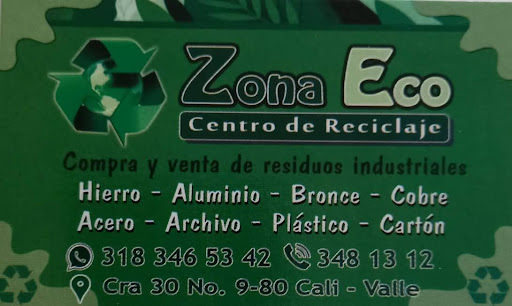 Zona Eco
Centro de Reciclaje
Compra y venta de residuos industriales
Hierro - Aluminio - Bronce - Cobre
Acero - Archivo - Plástico - Cartón
318 346 53 42 348 13 12
Cra 30 No. 9-80 Cali - Valle